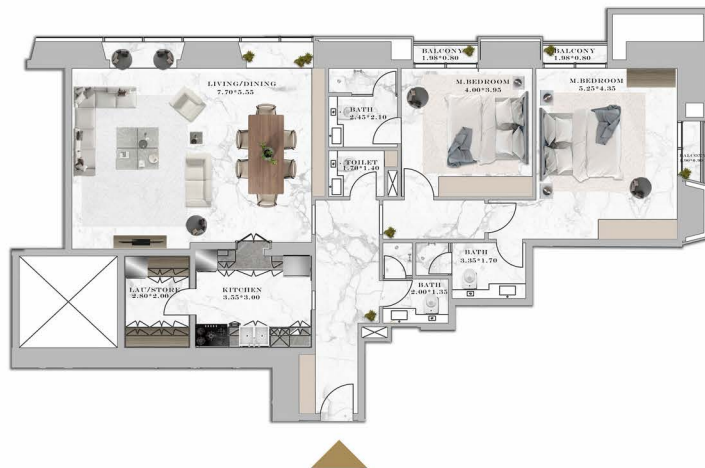 BALCONY
1.98*0.80
BALCONY
1.98*0.80
LIVING/DINING
7.70*5.55
M.BEDROOM
4.00*3.95
M.BEDROOM
5.25*4.35
BATH
2.45*2.10
TOILET
1.70*1.40
BALCONY
BATH
3.35*1.70
BATH
2.00*1.35
LAU/STORE
2.80*2.00
KITCHEN
3.55*3.00